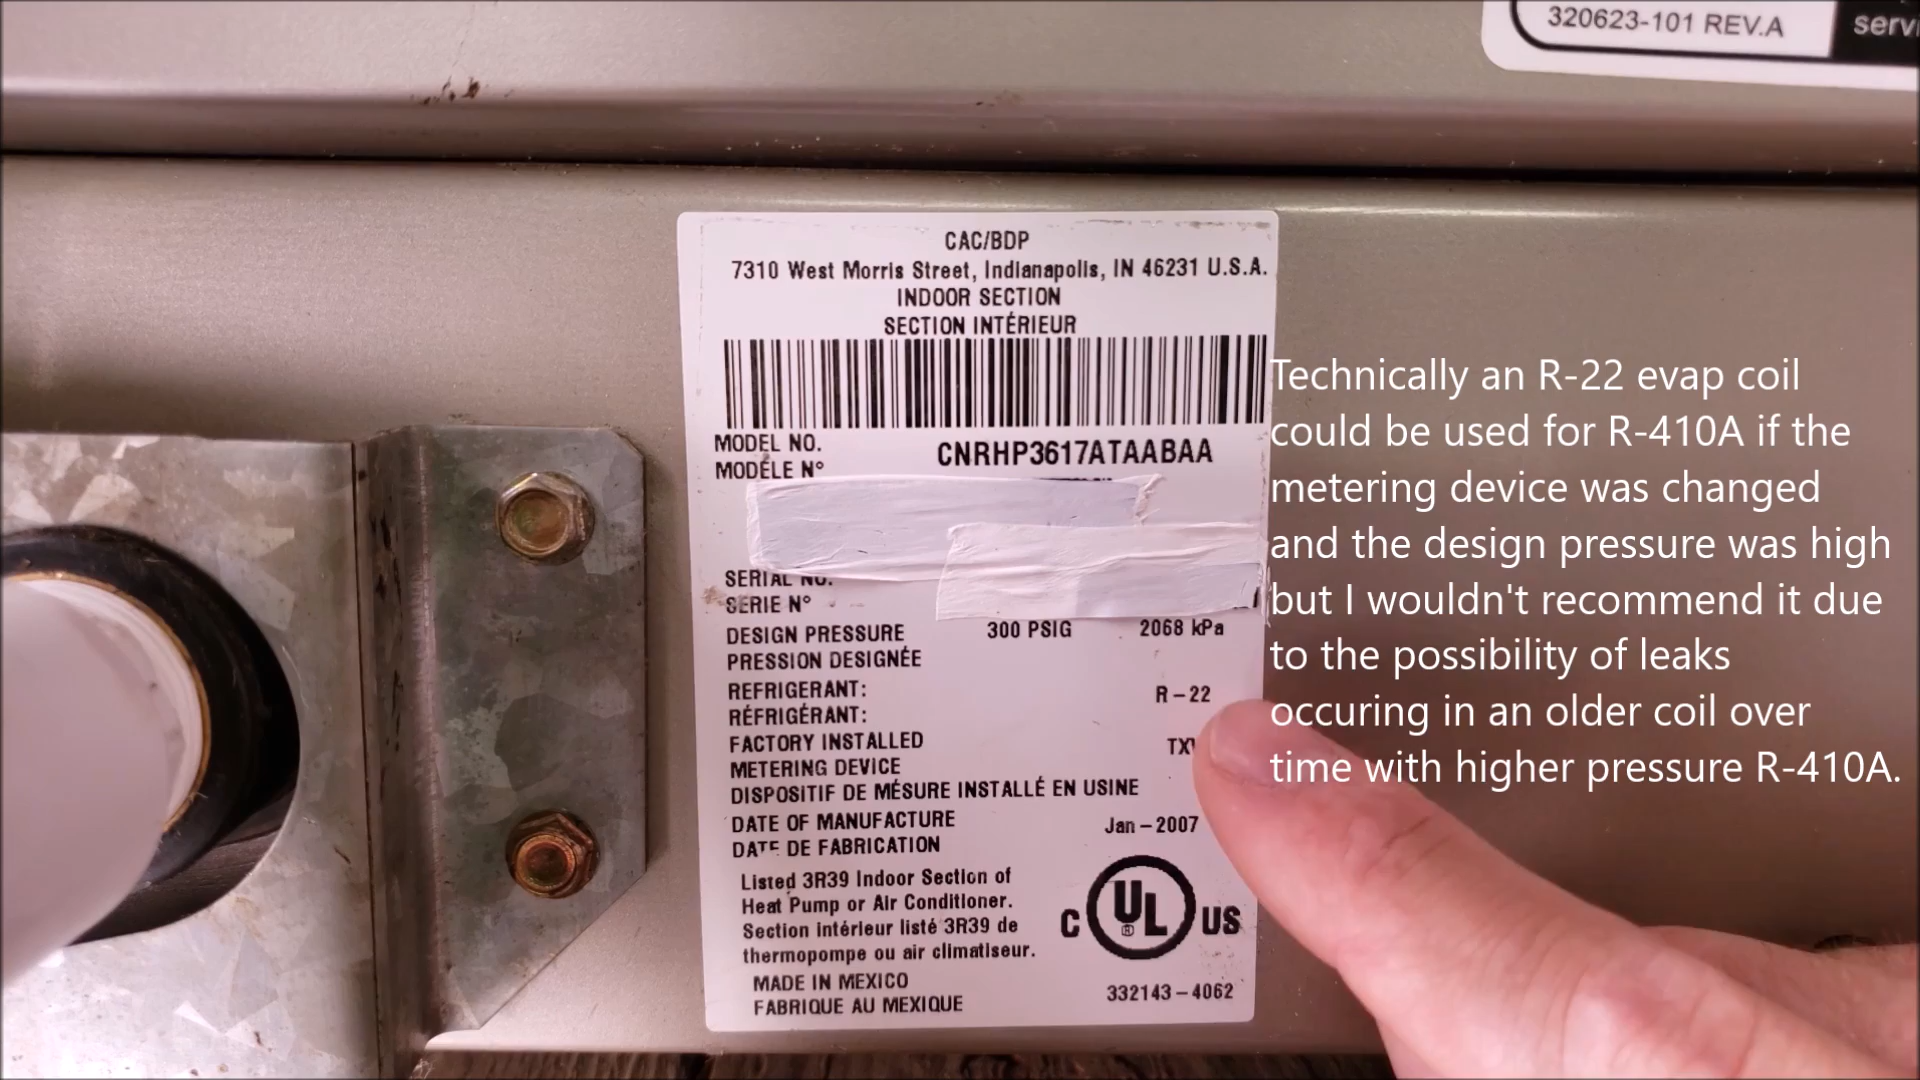 320623-101 REV.A
CAC/BDP
7310 West Morris Street, Indianapolis, IN 46231 U.S.A.
INDOOR SECTION
SECTION INTÉRIEUR
MODEL NO.
MODÈLE N° CNRHP3617ATAABAA
SERIAL NO.
SERIE N°
DESIGN PRESSURE 300 PSIG 2068 kPa
PRESSION DESIGNÉE
REFRIGERANT: R-22
RÉFRIGÉRANT:
FACTORY INSTALLED
METERING DEVICE
DISPOSITIF DE MÉSURE INSTALLÉ EN USINE
DATE OF MANUFACTURE Jan-2007
DATE DE FABRICATION
Listed 3R39 Indoor Section of
Heat Pump or Air Conditioner.
Section intérieur listé 3R39 de
thermopompe ou air climatiseur.
C UL ® US
MADE IN MEXICO
FABRIQUE AU MEXIQUE 332143-4062
Technically an R-22 evap coil
could be used for R-410A if the
metering device was changed
and the design pressure was high
but I wouldn't recommend it due
to the possibility of leaks
occuring in an older coil over
time with higher pressure R-410A.